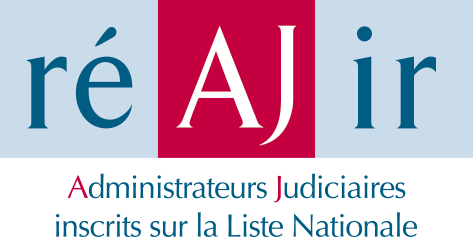 réAJir
Administrateurs Judiciaires
inscrits sur la Liste Nationale